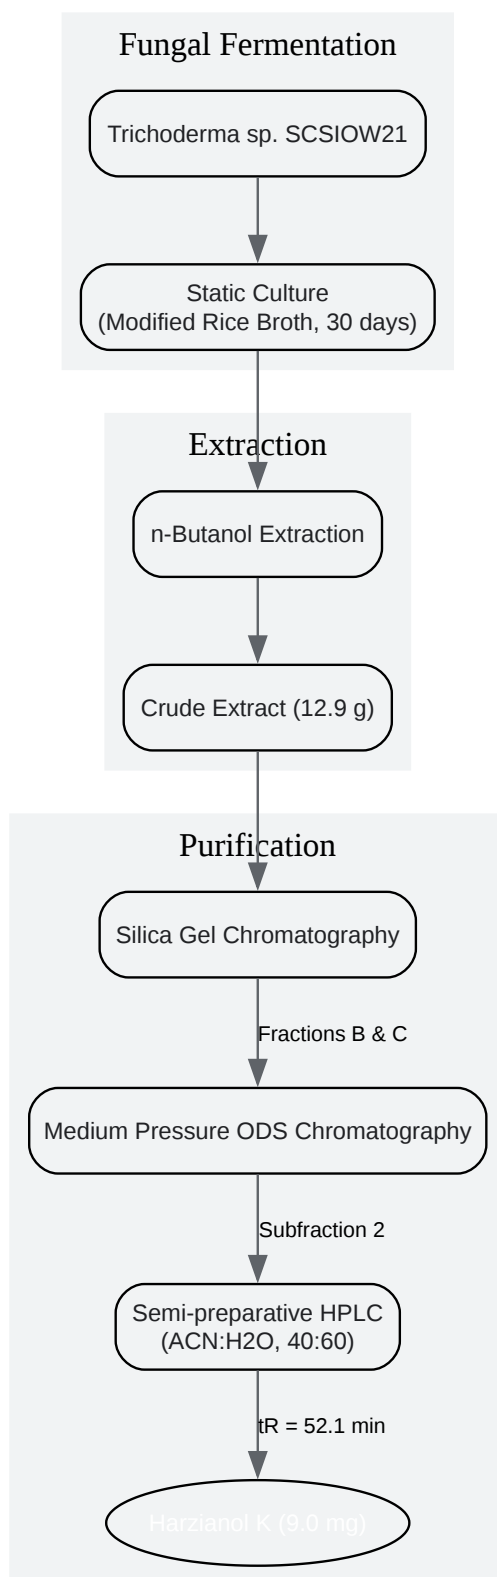 Fungal Fermentation
Trichoderma sp. SCSIOW21
Static Culture
(Modified Rice Broth, 30 days)
Extraction
n-Butanol Extraction
Crude Extract (12.9 g)
Purification
Silica Gel Chromatography
Fractions B & C
Medium Pressure ODS Chromatography
Subfraction 2
Semi-preparative HPLC
(ACN:H2O, 40:60)
tR = 52.1 min
Harzianol K (9.0 mg)